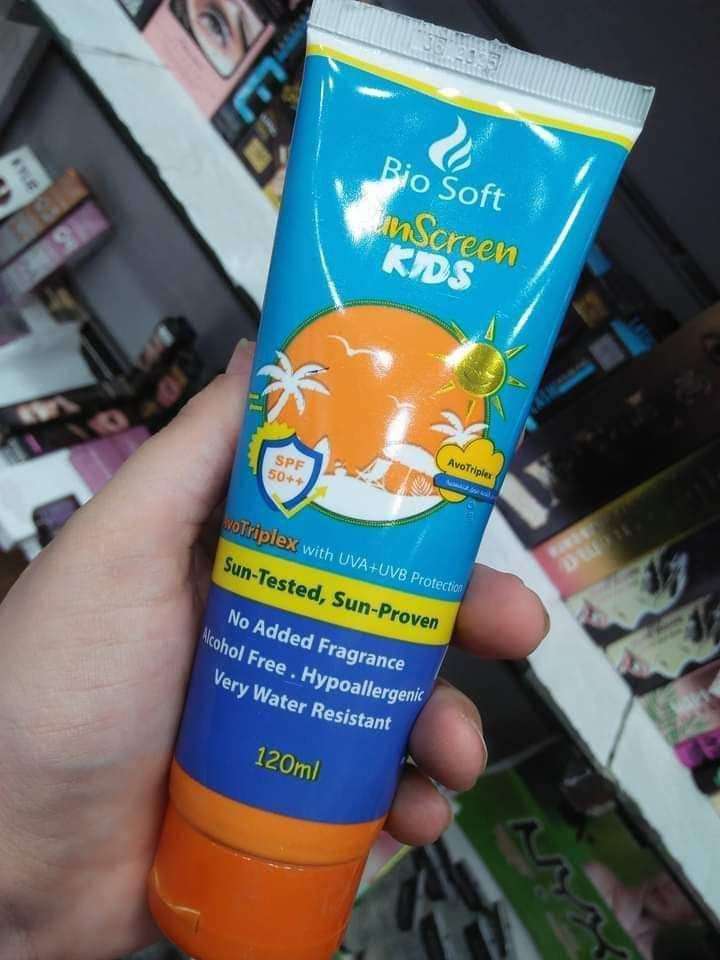 Bio Soft
unScreen
KIDS
SPF
50++
AvoTriplex
voTriplex with UVA+UVB Protection
Sun-Tested, Sun-Proven
No Added Fragrance
Alcohol Free . Hypoallergenic
Very Water Resistant
120ml